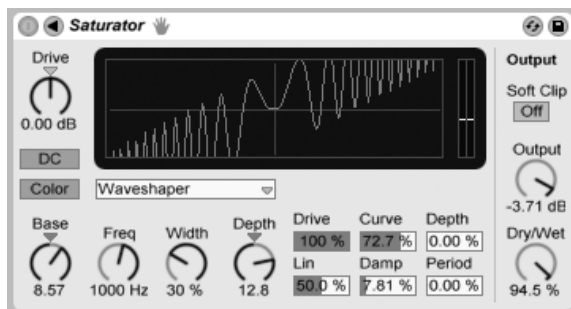 Saturator
Drive
0.00 dB
DC
Color
Waveshaper
Base
8.57
Freq
1000 Hz
Width
30 %
Depth
12.8
Drive
100 %
Curve
72.7 %
Depth
0.00 %
Lin
50.0 %
Damp
7.81 %
Period
0.00 %
Output
Soft Clip
Off
Output
-3.71 dB
Dry/Wet
94.5 %